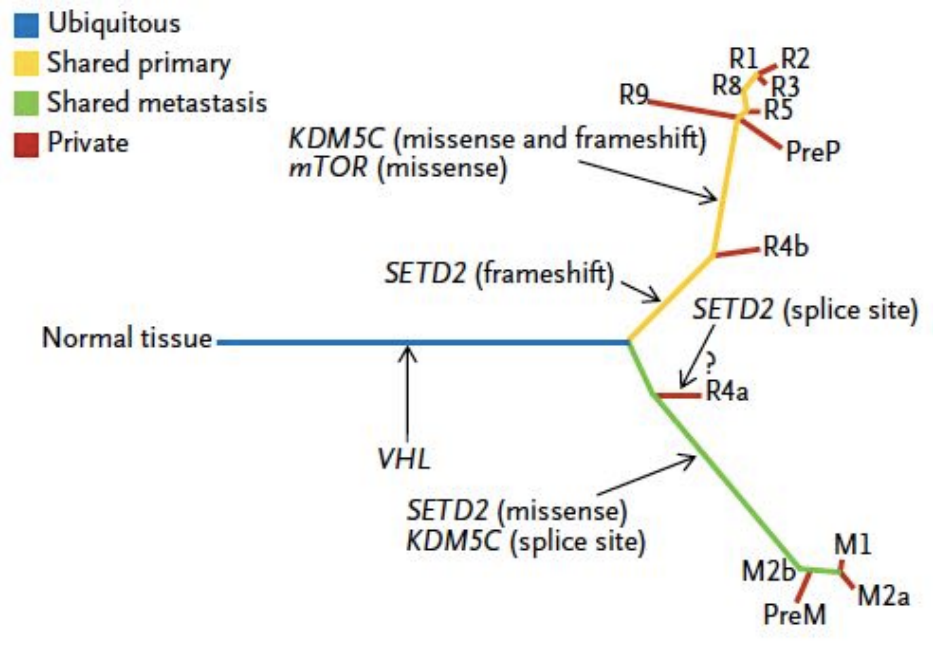 Ubiquitous
Shared primary
Shared metastasis
Private
R1
R2
R8
R3
R9
R5
KDM5C (missense and frameshift)
mTOR (missense)
PreP
R4b
SETD2 (frameshift)
SETD2 (splice site)
Normal tissue
?
R4a
VHL
SETD2 (missense)
KDM5C (splice site)
M1
M2b
M2a
PreM